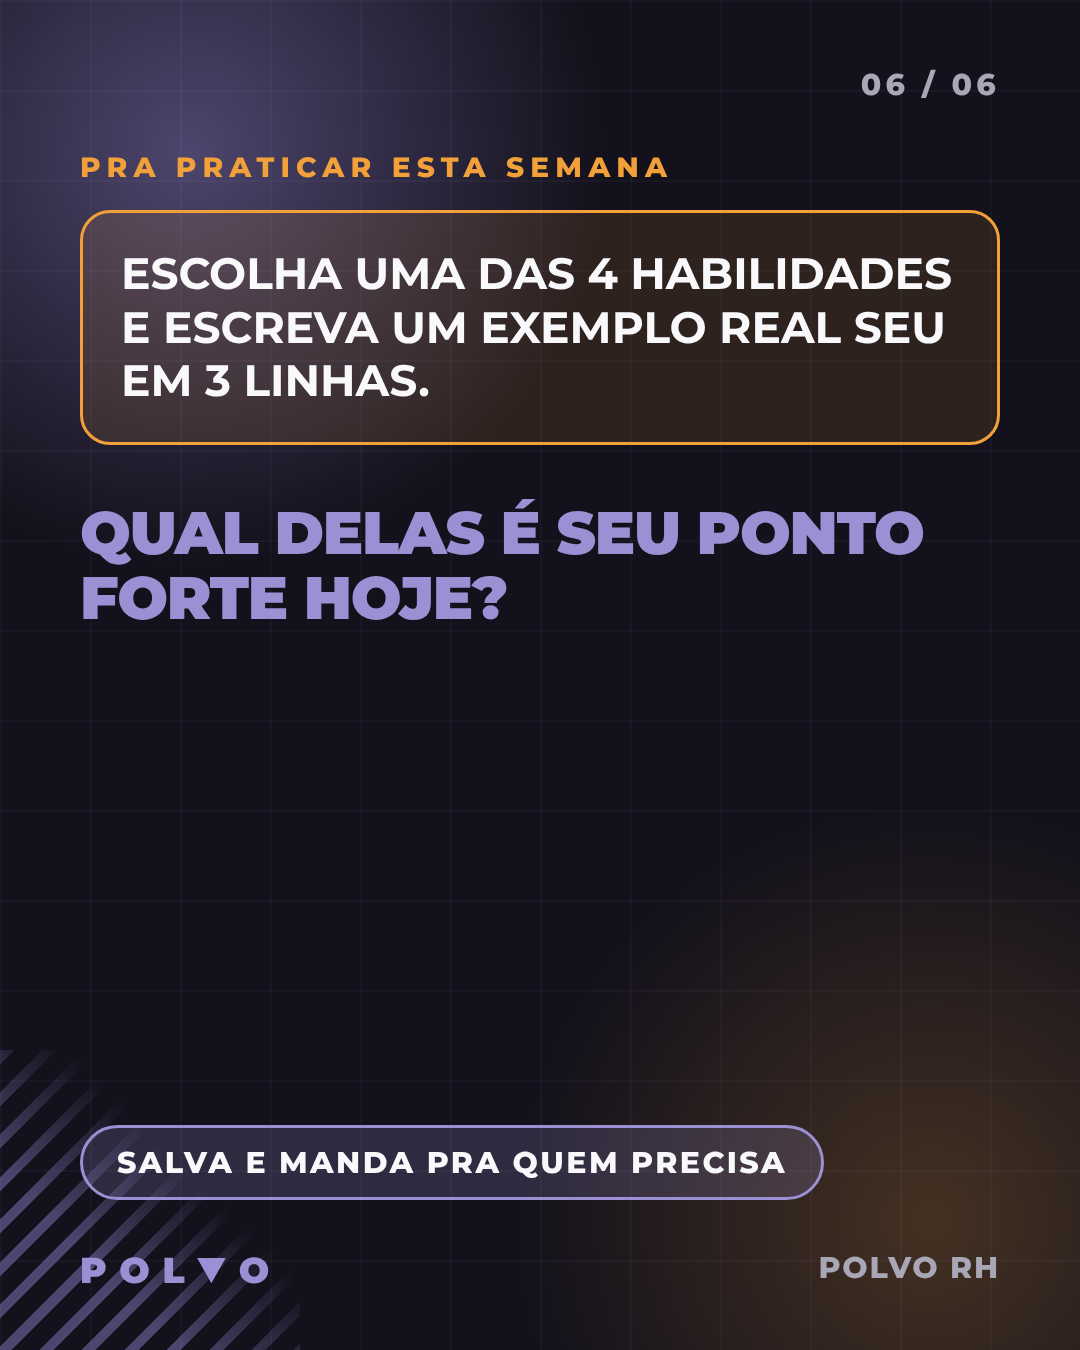 06 / 06
PRA PRATICAR ESTA SEMANA
ESCOLHA UMA DAS 4 HABILIDADES
E ESCREVA UM EXEMPLO REAL SEU
EM 3 LINHAS.
QUAL DELAS É SEU PONTO
FORTE HOJE?
SALVA E MANDA PRA QUEM PRECISA
POL▼O
POLVO RH